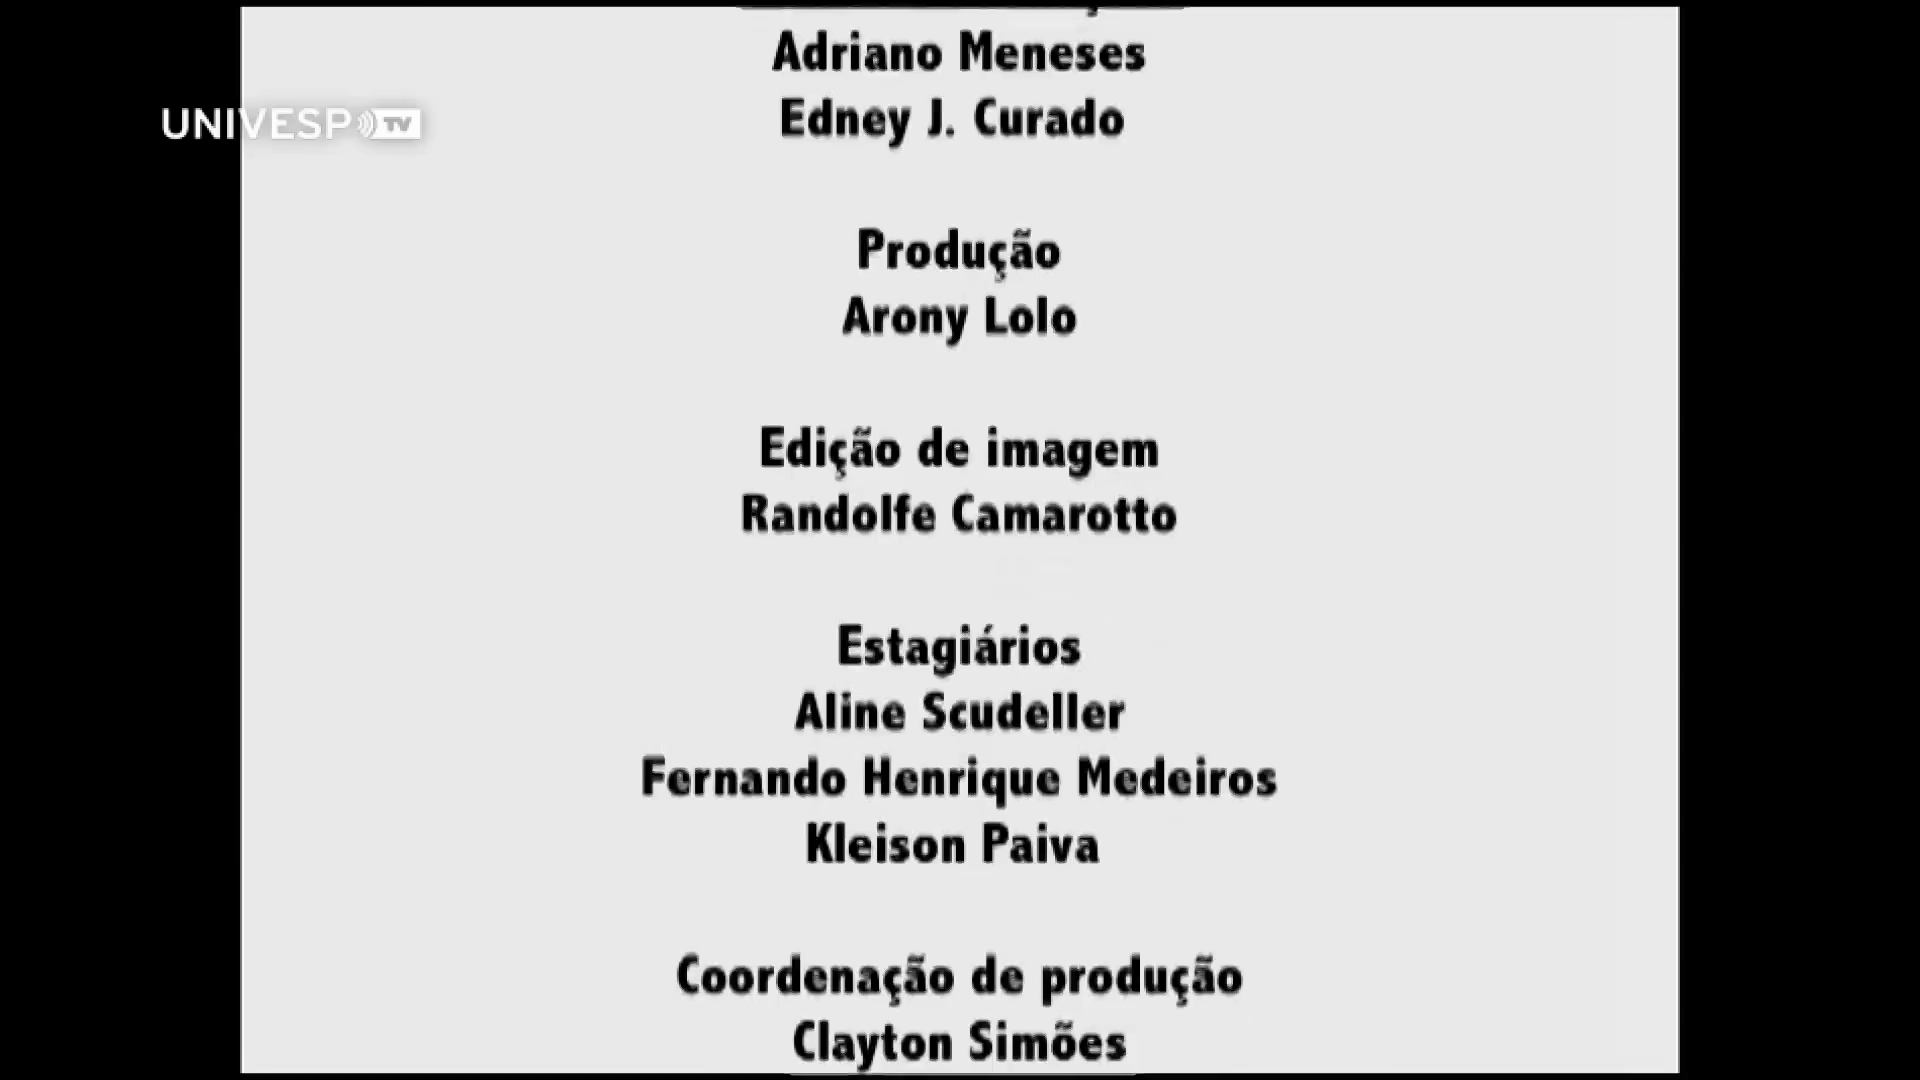 Adriano Meneses
Edney J. Curado
UNIVESP TV
Produção
Arony Lolo
Edição de imagem
Randolfe Camarotto
Estagiários
Aline Scudeller
Fernando Henrique Medeiros
Kleison Paiva
Coordenação de produção
Clayton Simões